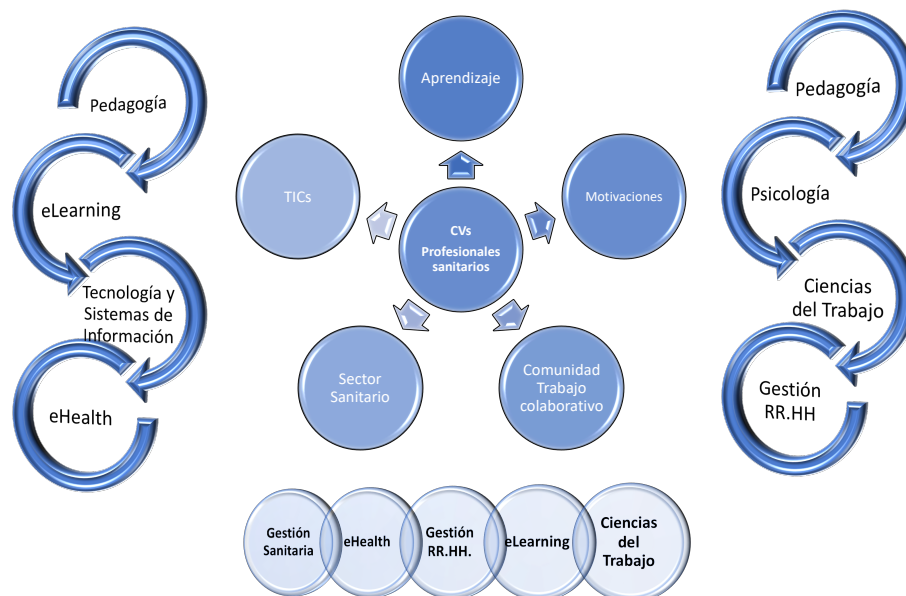 Pedagogía
eLearning
Tecnología y
Sistemas de
Información
eHealth
Aprendizaje
TICs
Motivaciones
CVs
Profesionales
sanitarios
Sector
Sanitario
Comunidad
Trabajo
colaborativo
Pedagogía
Psicología
Ciencias
del Trabajo
Gestión
RR.HH
Gestión
Sanitaria
eHealth
Gestión
RR.HH.
eLearning
Ciencias
del
Trabajo